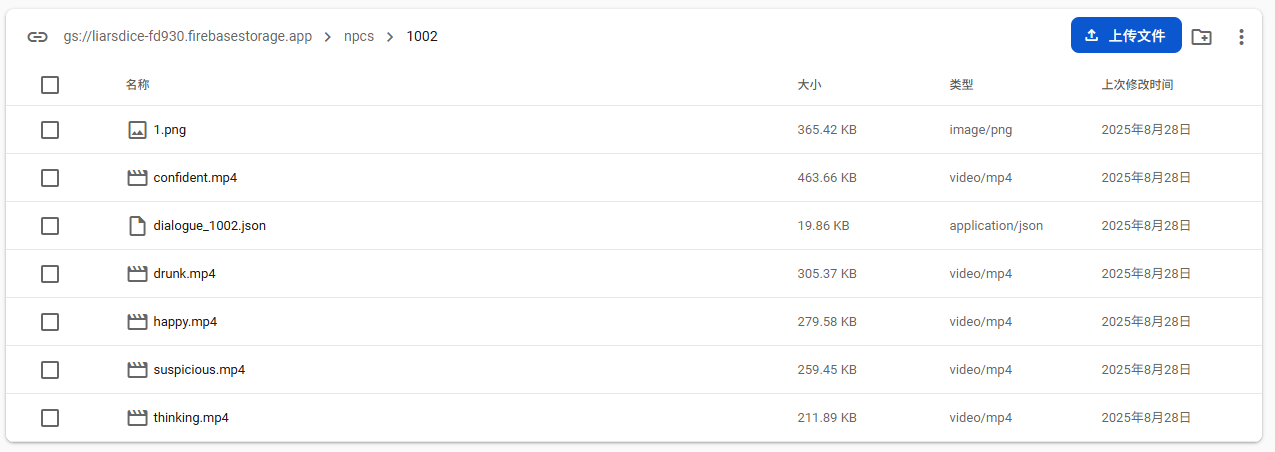 gs://liarsdice-fd930.firebasestorage.app > npcs > 1002 上传文件
名称 大小 类型 上次修改时间
1.png 365.42 KB image/png 2025年8月28日
confident.mp4 463.66 KB video/mp4 2025年8月28日
dialogue_1002.json 19.86 KB application/json 2025年8月28日
drunk.mp4 305.37 KB video/mp4 2025年8月28日
happy.mp4 279.58 KB video/mp4 2025年8月28日
suspicious.mp4 259.45 KB video/mp4 2025年8月28日
thinking.mp4 211.89 KB video/mp4 2025年8月28日